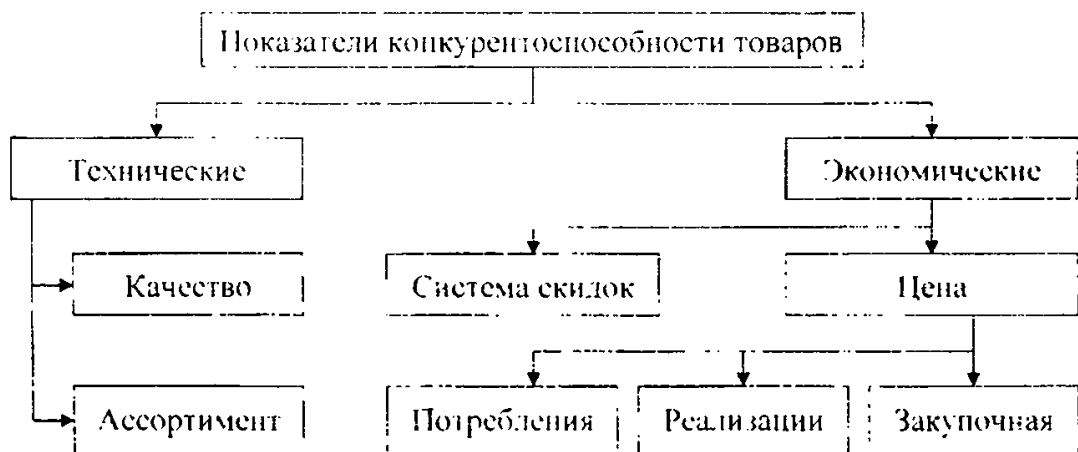 Показатели конкурентоспособности товаров
Технические
Экономические
Качество
Система скидок
Цена
Ассортимент
Потребления
Реализации
Закупочная